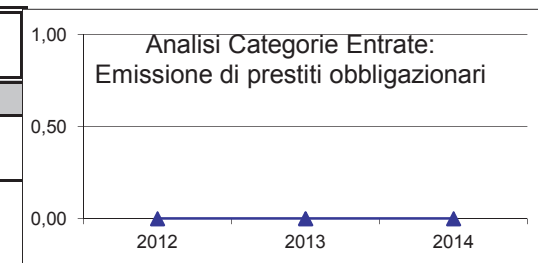 Analisi Categorie Entrate:
Emissione di prestiti obbligazionari
1,00
0,50
0,00
2012 2013 2014